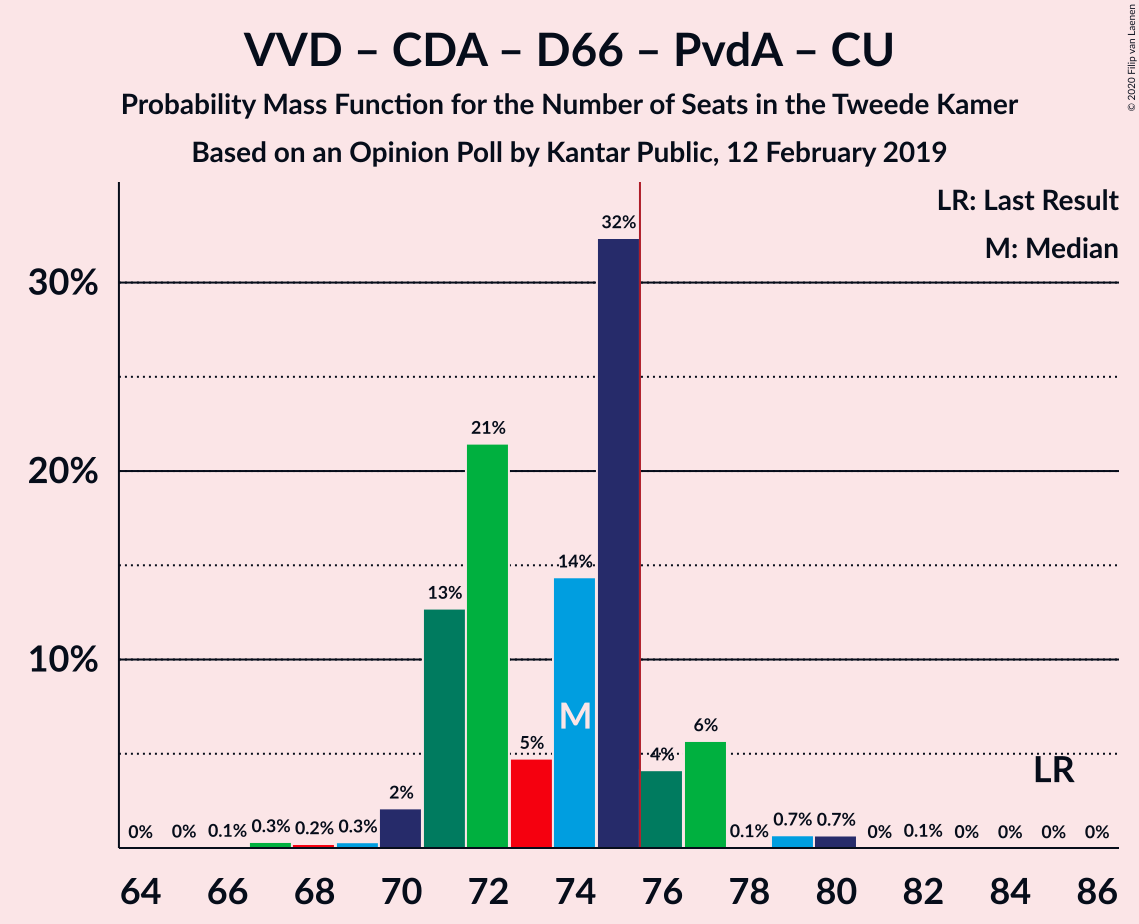 VVD – CDA – D66 – PvdA – CU
Probability Mass Function for the Number of Seats in the Tweede Kamer
Based on an Opinion Poll by Kantar Public, 12 February 2019
© 2020 Filip van Laenen
LR: Last Result
M: Median
30%
20%
10%
0%
0%
0.1%
0.3%
0.2%
0.3%
2%
13%
21%
5%
14%
32%
4%
6%
0.1%
0.7%
0.7%
0%
0.1%
0%
0%
0%
0%
M
LR
64 66 68 70 72 74 76 78 80 82 84 86